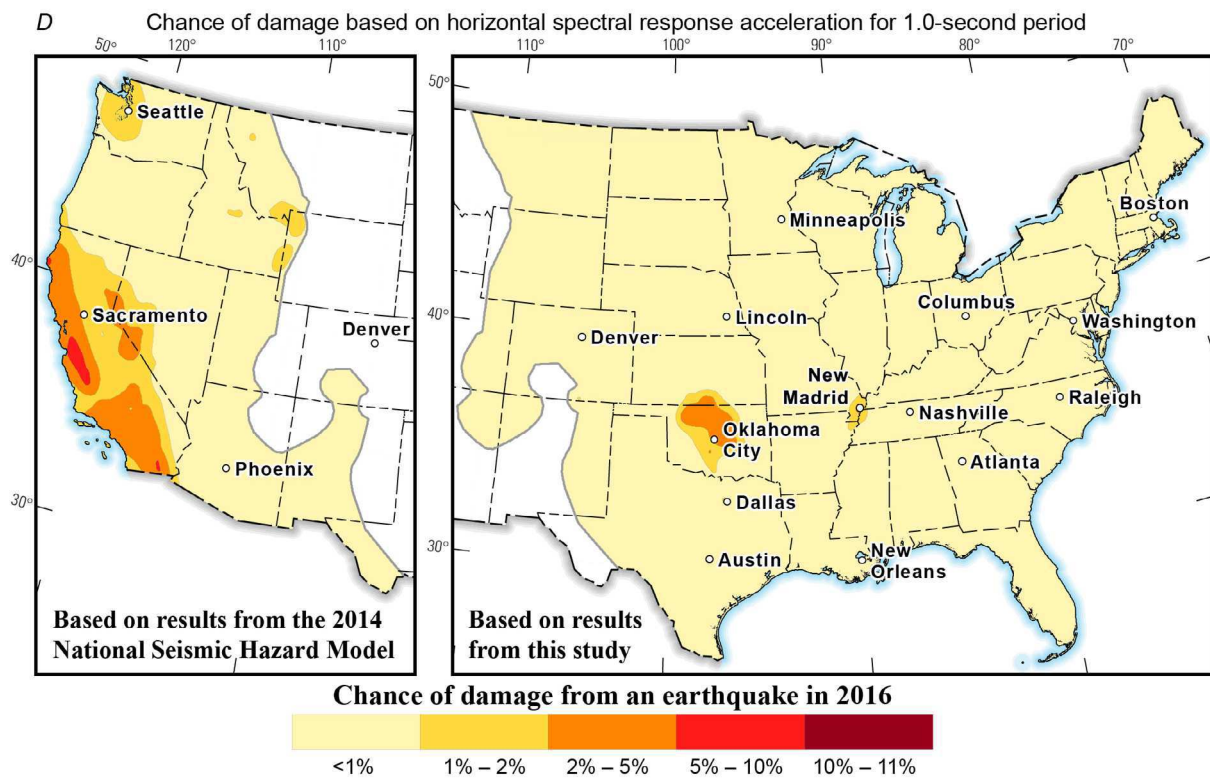 D Chance of damage based on horizontal spectral response acceleration for 1.0-second period
50° 120° 110° 110° 100° 90° 80° 70°
50°
Seattle
Boston
Minneapolis
40°
Sacramento
Columbus
Denver
40°
Denver
Lincoln
Washington
New
Madrid
Raleigh
Nashville
Oklahoma
City
Phoenix
Atlanta
30°
Dallas
30°
Austin
New
Orleans
Based on results from the 2014
National Seismic Hazard Model
Based on results
from this study
Chance of damage from an earthquake in 2016
<1% 1% – 2% 2% – 5% 5% – 10% 10% – 11%